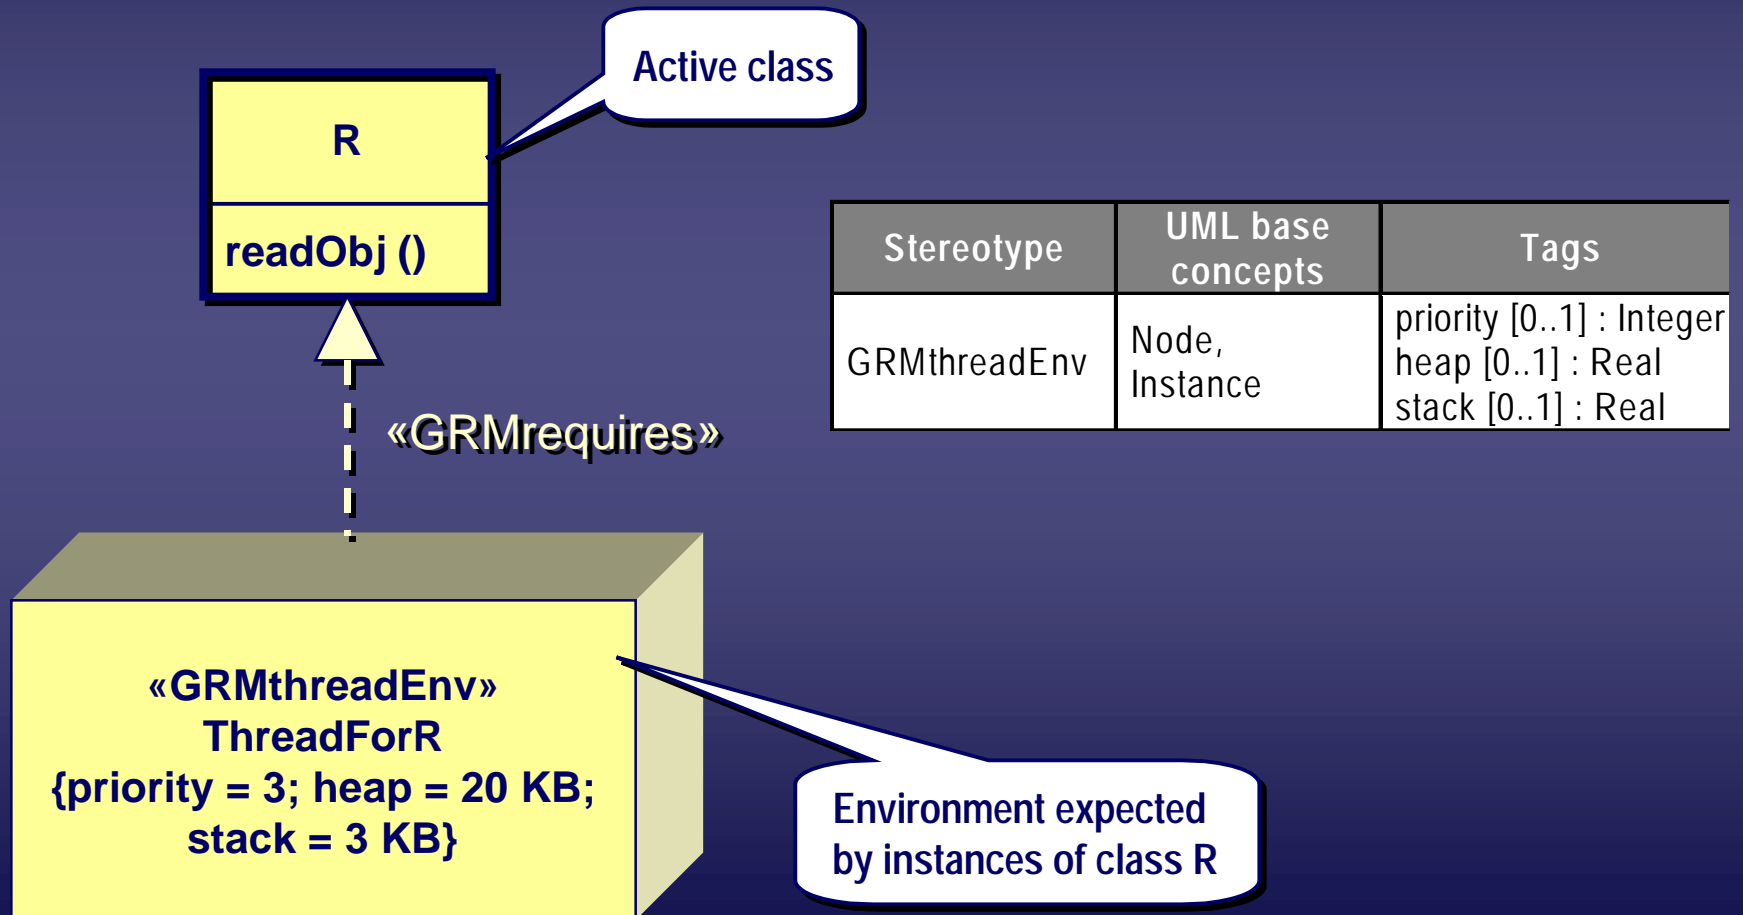 Active class
R
readObj ()
«GRMrequires»
«GRMthreadEnv»
ThreadForR
{priority = 3; heap = 20 KB;
stack = 3 KB}
Environment expected
by instances of class R
Stereotype
UML base
concepts
Tags
GRMthreadEnv
Node,
Instance
priority [0..1] : Integer
heap [0..1] : Real
stack [0..1] : Real